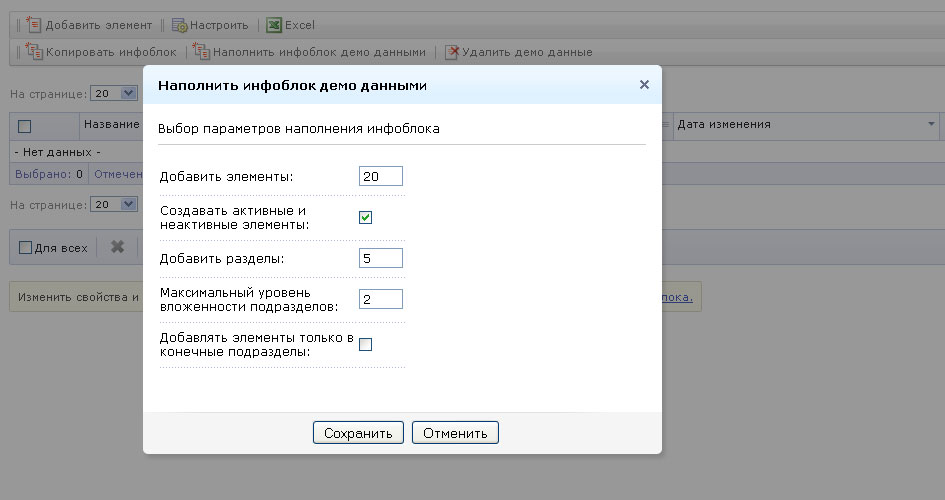 Добавить элемент Настроить Excel
Копировать инфоблок Наполнить инфоблок демо данными Удалить демо данные
На странице: 20
Наполнить инфоблок демо данными
Название
Дата изменения
Выбор параметров наполнения инфоблока
- Нет данных -
Выбрано: 0
Добавить элементы: 20
На странице: 20
Создавать активные и
неактивные элементы:
Для всех
Добавить разделы: 5
Максимальный уровень
вложенности подразделов: 2
Изменить свойства и
Добавлять элементы только в
конечные подразделы:
Сохранить Отменить